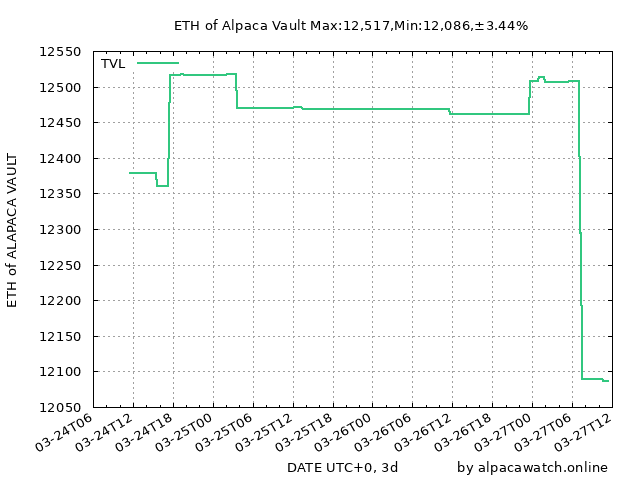 ETH of Alpaca Vault Max:12,517,Min:12,086,±3.44%
TVL
12550
12500
12450
12400
12350
12300
12250
12200
12150
12100
12050
ETH of ALAPACA VAULT
03-24T06
03-24T12
03-24T18
03-25T00
03-25T06
03-25T12
03-25T18
03-26T00
03-26T06
03-26T12
03-26T18
03-27T00
03-27T06
03-27T12
DATE UTC+0, 3d
by alpacawatch.online